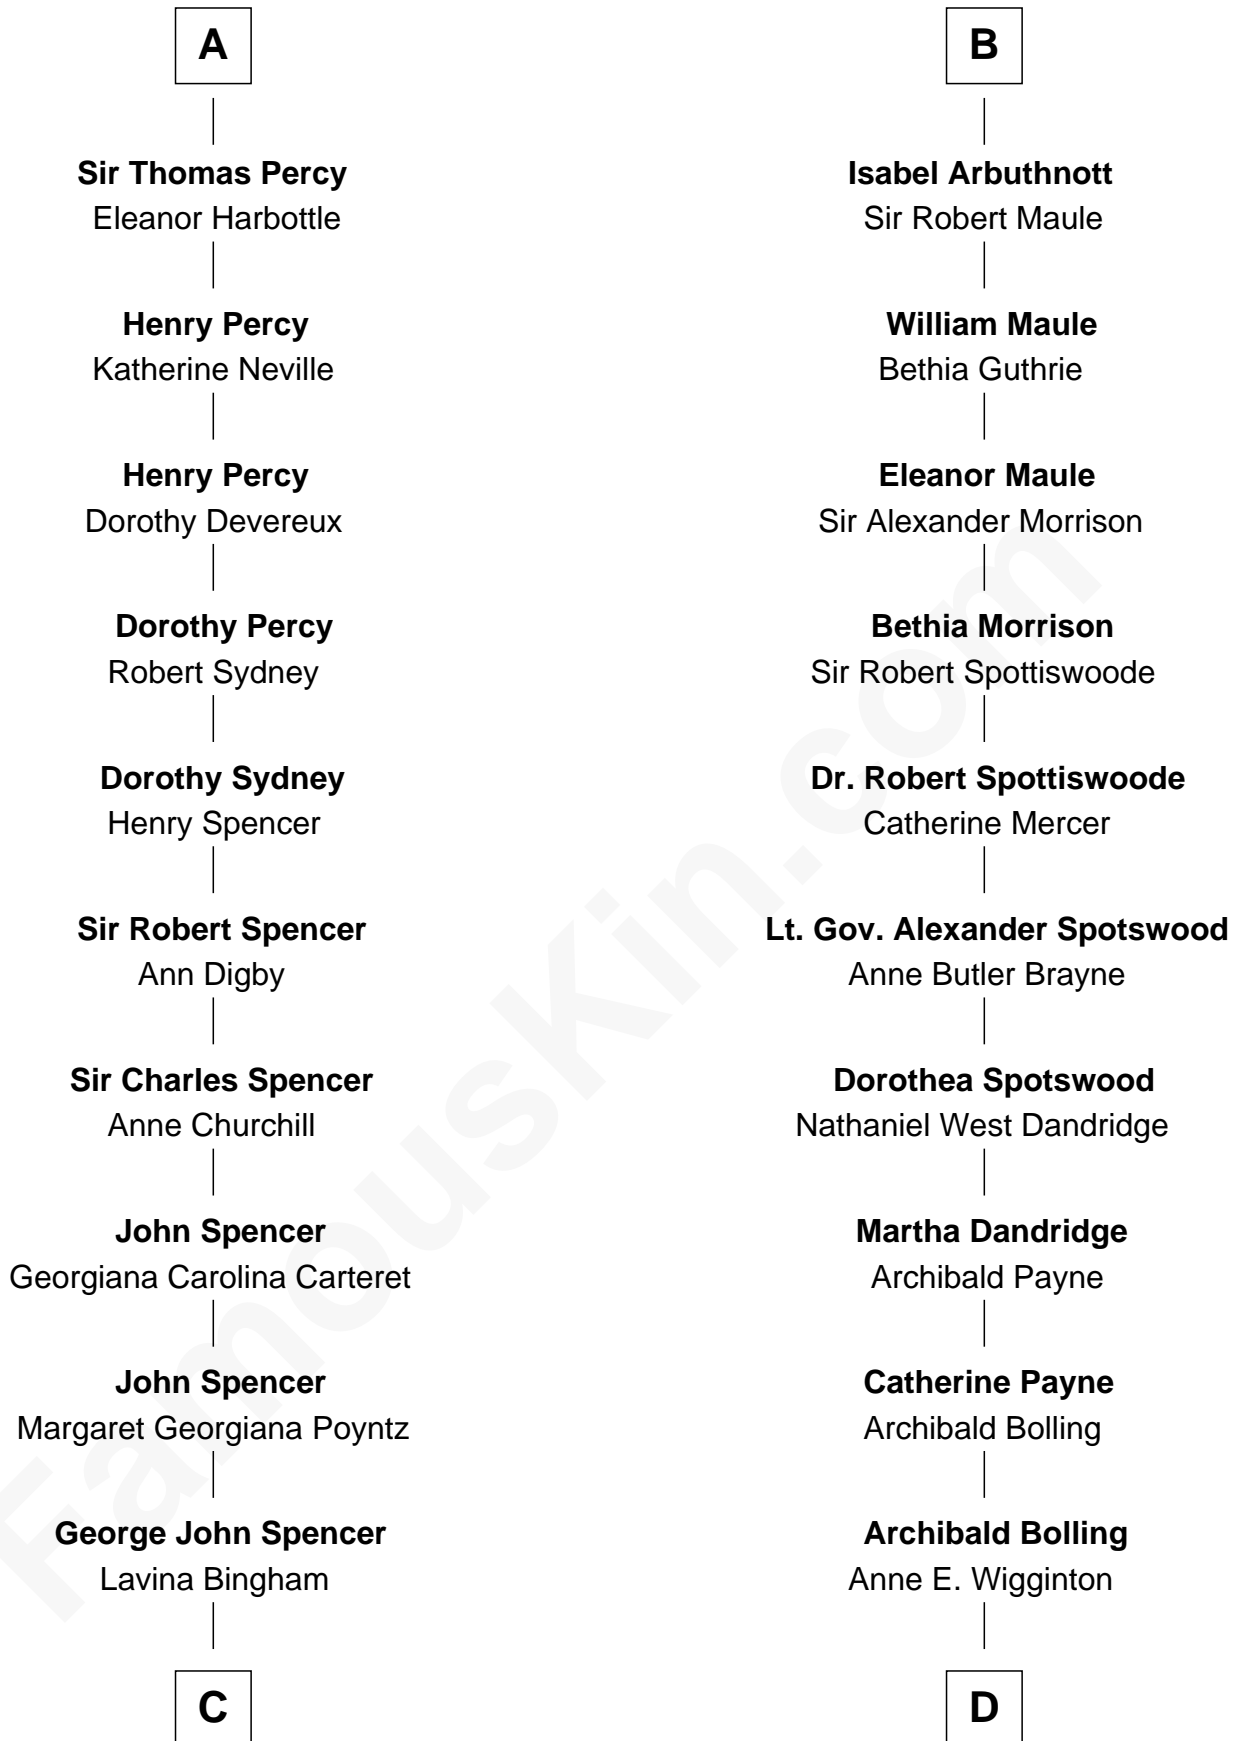 A
Sir Thomas Percy
Eleanor Harbottle
Henry Percy
Katherine Neville
Henry Percy
Dorothy Devereux
Dorothy Percy
Robert Sydney
Dorothy Sydney
Henry Spencer
Sir Robert Spencer
Ann Digby
Sir Charles Spencer
Anne Churchill
John Spencer
Georgiana Carolina Carteret
John Spencer
Margaret Georgiana Poyntz
George John Spencer
Lavina Bingham
C
B
Isabel Arbuthnott
Sir Robert Maule
William Maule
Bethia Guthrie
Eleanor Maule
Sir Alexander Morrison
Bethia Morrison
Sir Robert Spottiswoode
Dr. Robert Spottiswoode
Catherine Mercer
Lt. Gov. Alexander Spotswood
Anne Butler Brayne
Dorothea Spotswood
Nathaniel West Dandridge
Martha Dandridge
Archibald Payne
Catherine Payne
Archibald Bolling
Archibald Bolling
Anne E. Wigginton
D
FamousKin.com